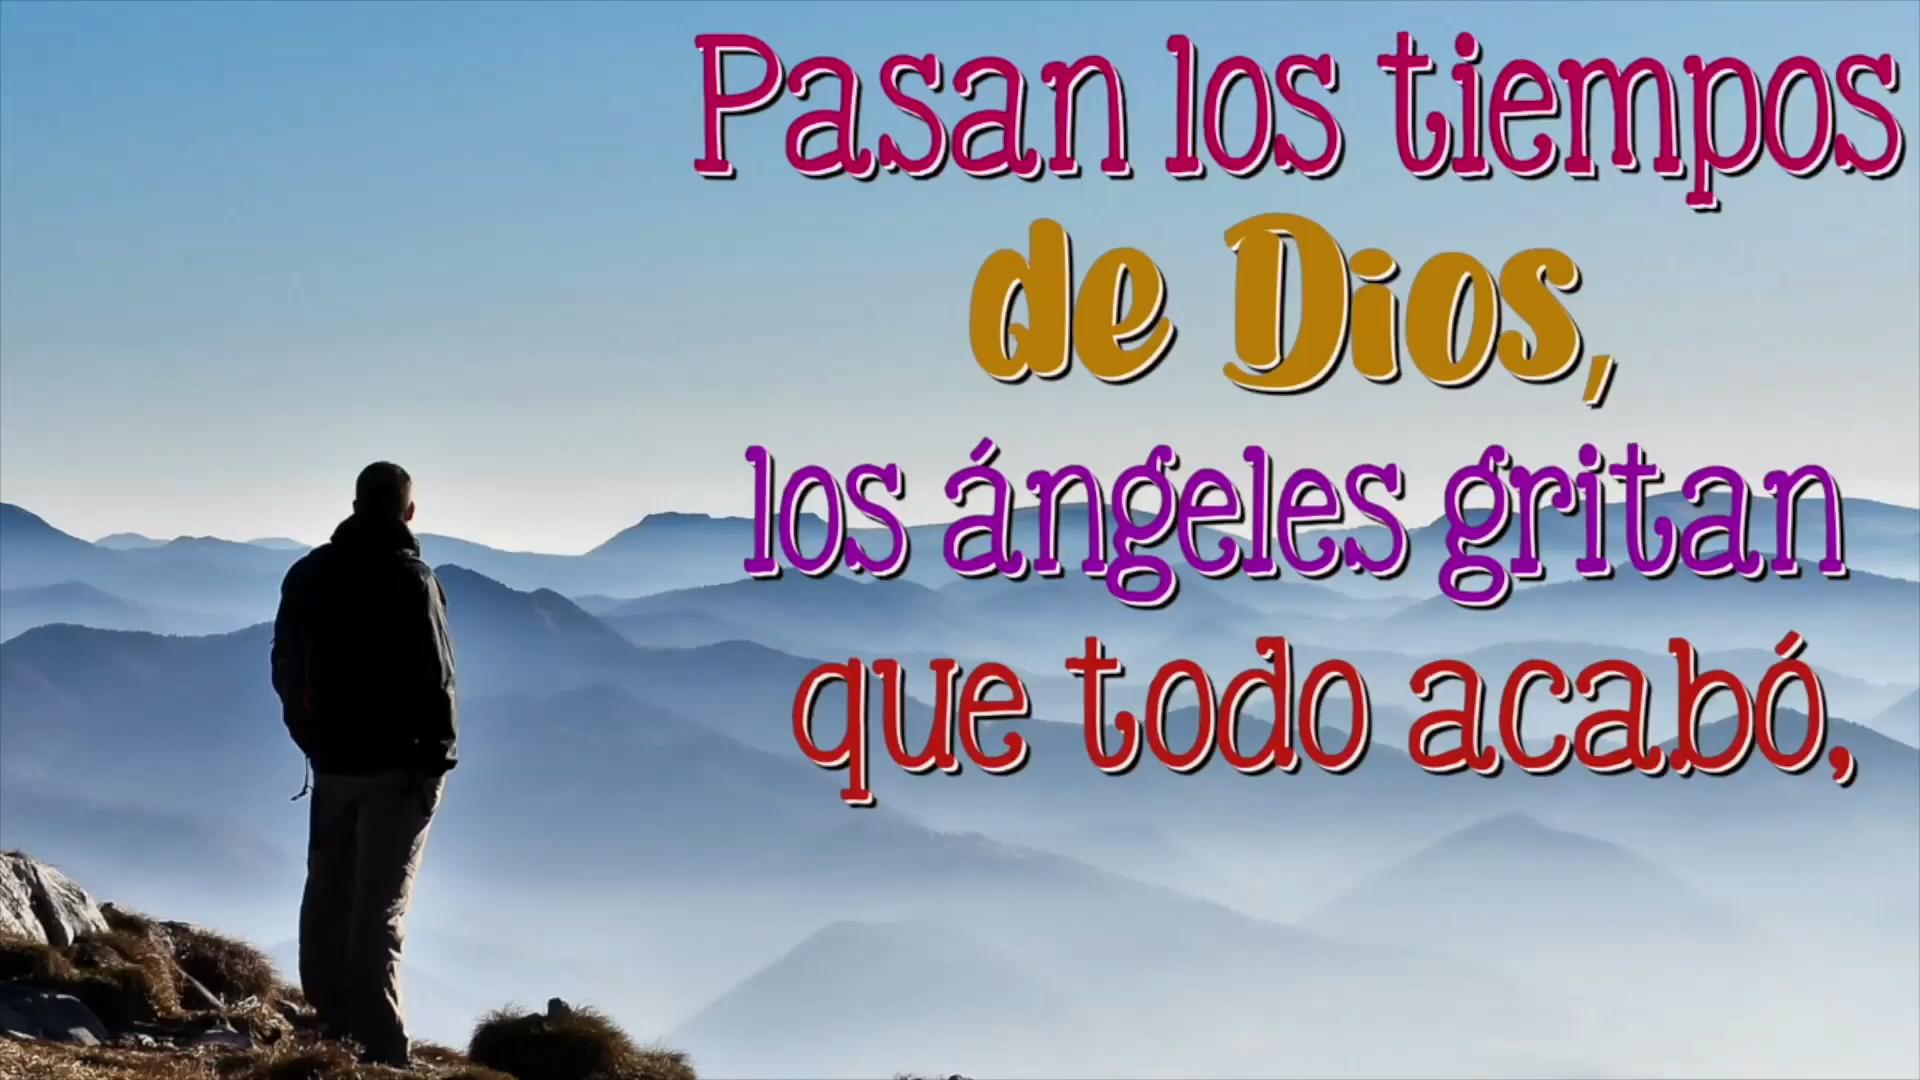 Pasan los tiempos
de Dios,
los ángeles gritan
que todo acabó,